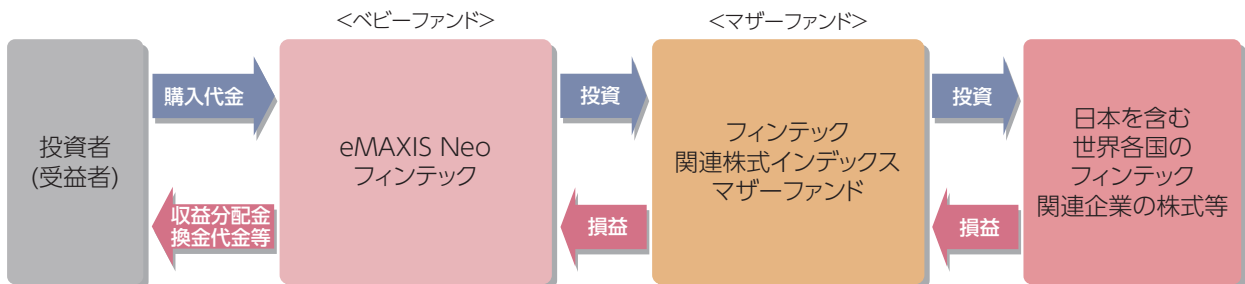 <ベビーファンド>
<マザーファンド>
投資者
(受益者)
購入代金
収益分配金
換金代金等
eMAXIS Neo
フィンテック
投資
損益
フィンテック
関連株式インデックス
マザーファンド
投資
損益
日本を含む
世界各国の
フィンテック
関連企業の株式等